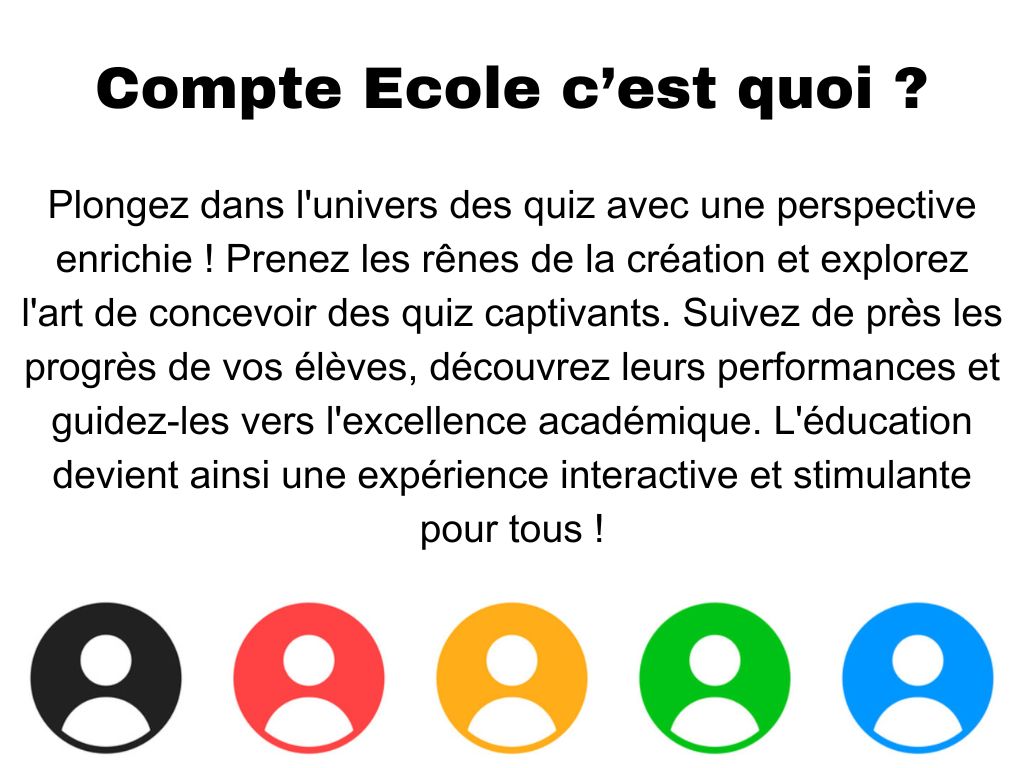 Compte Ecole c’est quoi ?
Plongez dans l'univers des quiz avec une perspective
enrichie ! Prenez les rênes de la création et explorez
l'art de concevoir des quiz captivants. Suivez de près les
progrès de vos élèves, découvrez leurs performances et
guidez-les vers l'excellence académique. L'éducation
devient ainsi une expérience interactive et stimulante
pour tous !